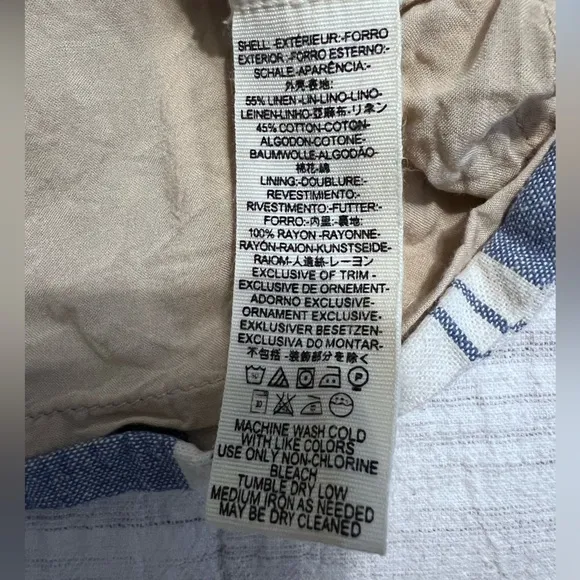 SHELL:-EXTÉRIEUR:-FORRO
EXTERIOR:-FORRO ESTERNO:-
SCHALE:-APARÊNCIA:-
外壳:-表地:
55% LINEN-LIN-LINO-LINO-
LEINEN-LINHO-亞麻布-リネン
45% COTTON-COTON-
ALGODON-COTONE-
BAUMWOLLE-ALGODÃO-
棉花-綿
LINING:-DOUBLURE:-
REVESTIMIENTO:-
RIVESTIMENTO:-FUTTER:-
FORRO:-内里:-裏地:
100% RAYON-RAYONNE-
RAYÓN-RAION-KUNSTSEIDE-
RAIOM-人造絲-レーヨン
EXCLUSIVE OF TRIM -
EXCLUSIVE DE ORNEMENT-
ADORNO EXCLUSIVE-
ORNAMENT EXCLUSIVE-
EXKLUSIVER BESETZEN-
EXCLUSIVA DO MONTAR-
不包括 -装飾部分を除く
P
MACHINE WASH COLD
WITH LIKE COLORS
USE ONLY NON-CHLORINE
BLEACH
TUMBLE DRY LOW
MEDIUM IRON AS NEEDED
MAY BE DRY CLEANED